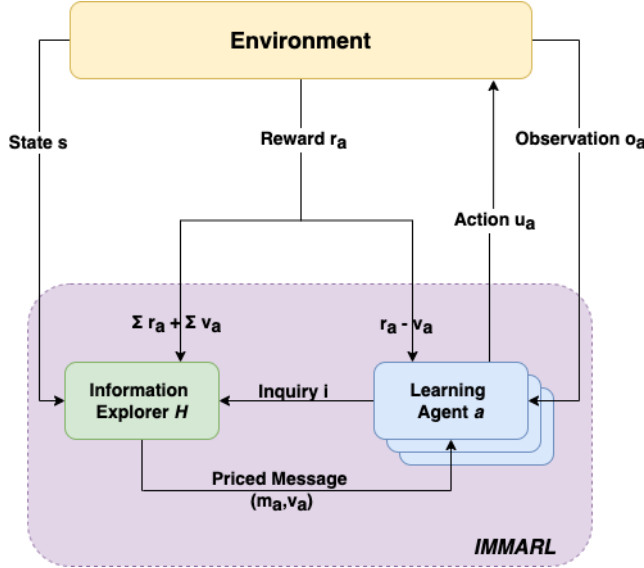 Environment
State s
Reward rₐ
Observation oₐ
Action uₐ
Σ rₐ + Σ vₐ
rₐ - vₐ
Information
Explorer H
Inquiry i
Learning
Agent a
Priced Message
(mₐ,vₐ)
IMMARL